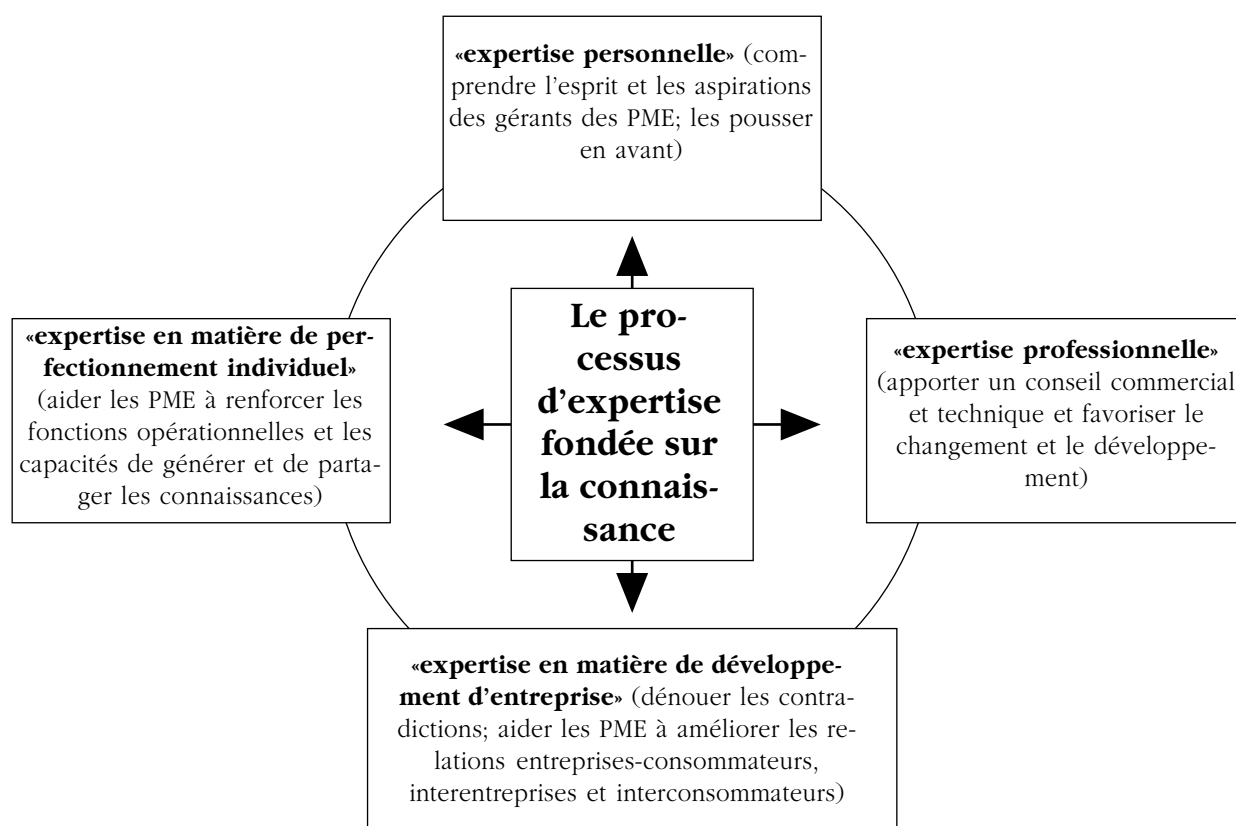 «expertise personnelle» (com-
prendre l'esprit et les aspirations
des gérants des PME; les pousser
en avant)
«expertise en matière de per-
fectionnement individuel»
(aider les PME à renforcer les
fonctions opérationnelles et les
capacités de générer et de parta-
ger les connaissances)
Le pro-
cessus
d'expertise
fondée sur
la connais-
sance
«expertise professionnelle»
(apporter un conseil commercial
et technique et favoriser le
changement et le développe-
ment)
«expertise en matière de développe-
ment d'entreprise» (dénouer les contra-
dictions; aider les PME à améliorer les re-
lations entreprises-consommateurs,
interentreprises et interconsommateurs)